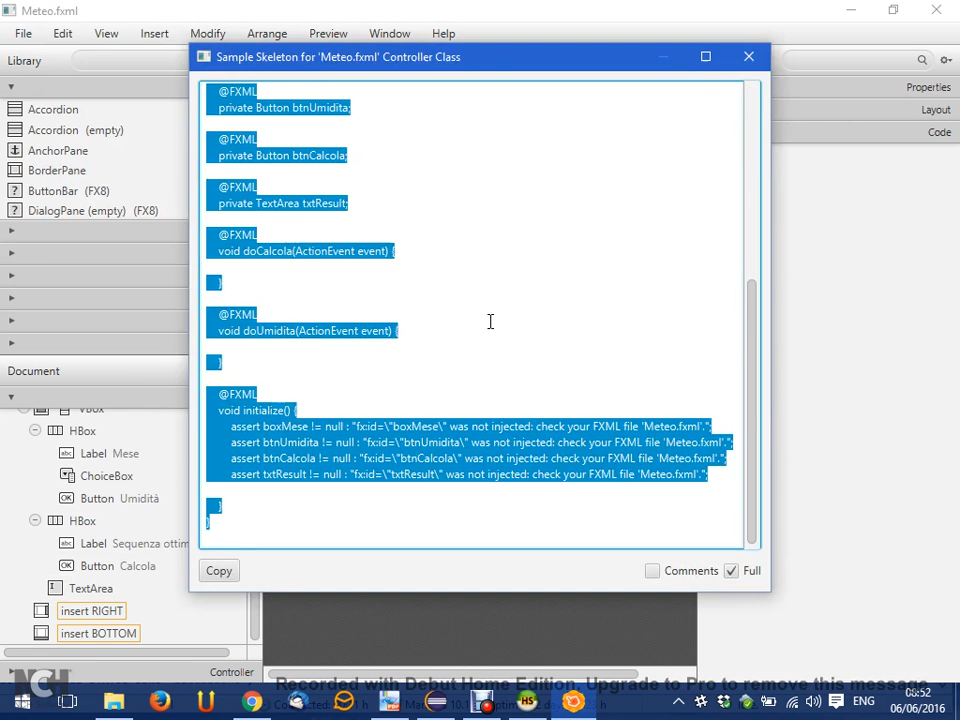 Meteo.fxml
File Edit View Insert Modify Arrange Preview Window Help
Library
Sample Skeleton for 'Meteo.fxml' Controller Class
Accordion
Accordion (empty)
AnchorPane
BorderPane
ButtonBar (FX8)
DialogPane (empty) (FX8)
Document
VBox
HBox
Label Mese
ChoiceBox
Button Umidità
HBox
Label Sequenza ottim
Button Calcola
TextArea
insert RIGHT
insert BOTTOM
Controller
@FXML
private Button btnUmidita;
@FXML
private Button btnCalcola;
@FXML
private TextArea txtResult;
@FXML
void doCalcola(ActionEvent event) {
}
@FXML
void doUmidita(ActionEvent event) {
}
@FXML
void initialize() {
assert boxMese != null : "fx:id=\"boxMese\" was not injected: check your FXML file 'Meteo.fxml'.";
assert btnUmidita != null : "fx:id=\"btnUmidita\" was not injected: check your FXML file 'Meteo.fxml'.";
assert btnCalcola != null : "fx:id=\"btnCalcola\" was not injected: check your FXML file 'Meteo.fxml'.";
assert txtResult != null : "fx:id=\"txtResult\" was not injected: check your FXML file 'Meteo.fxml'.";
}
}
Copy
Comments Full
Properties
Layout
Code
NCH
Recorded with Debut Home Edition. Upgrade to Pro to remove this message
ENG
08:52
06/06/2016